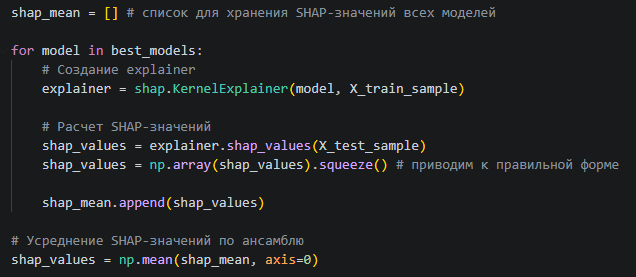 shap_mean = [] # список для хранения SHAP-значений всех моделей
for model in best_models:
# Создание explainer
explainer = shap.KernelExplainer(model, X_train_sample)
# Расчет SHAP-значений
shap_values = explainer.shap_values(X_test_sample)
shap_values = np.array(shap_values).squeeze() # приводим к правильной форме
shap_mean.append(shap_values)
# Усреднение SHAP-значений по ансамблю
shap_values = np.mean(shap_mean, axis=0)